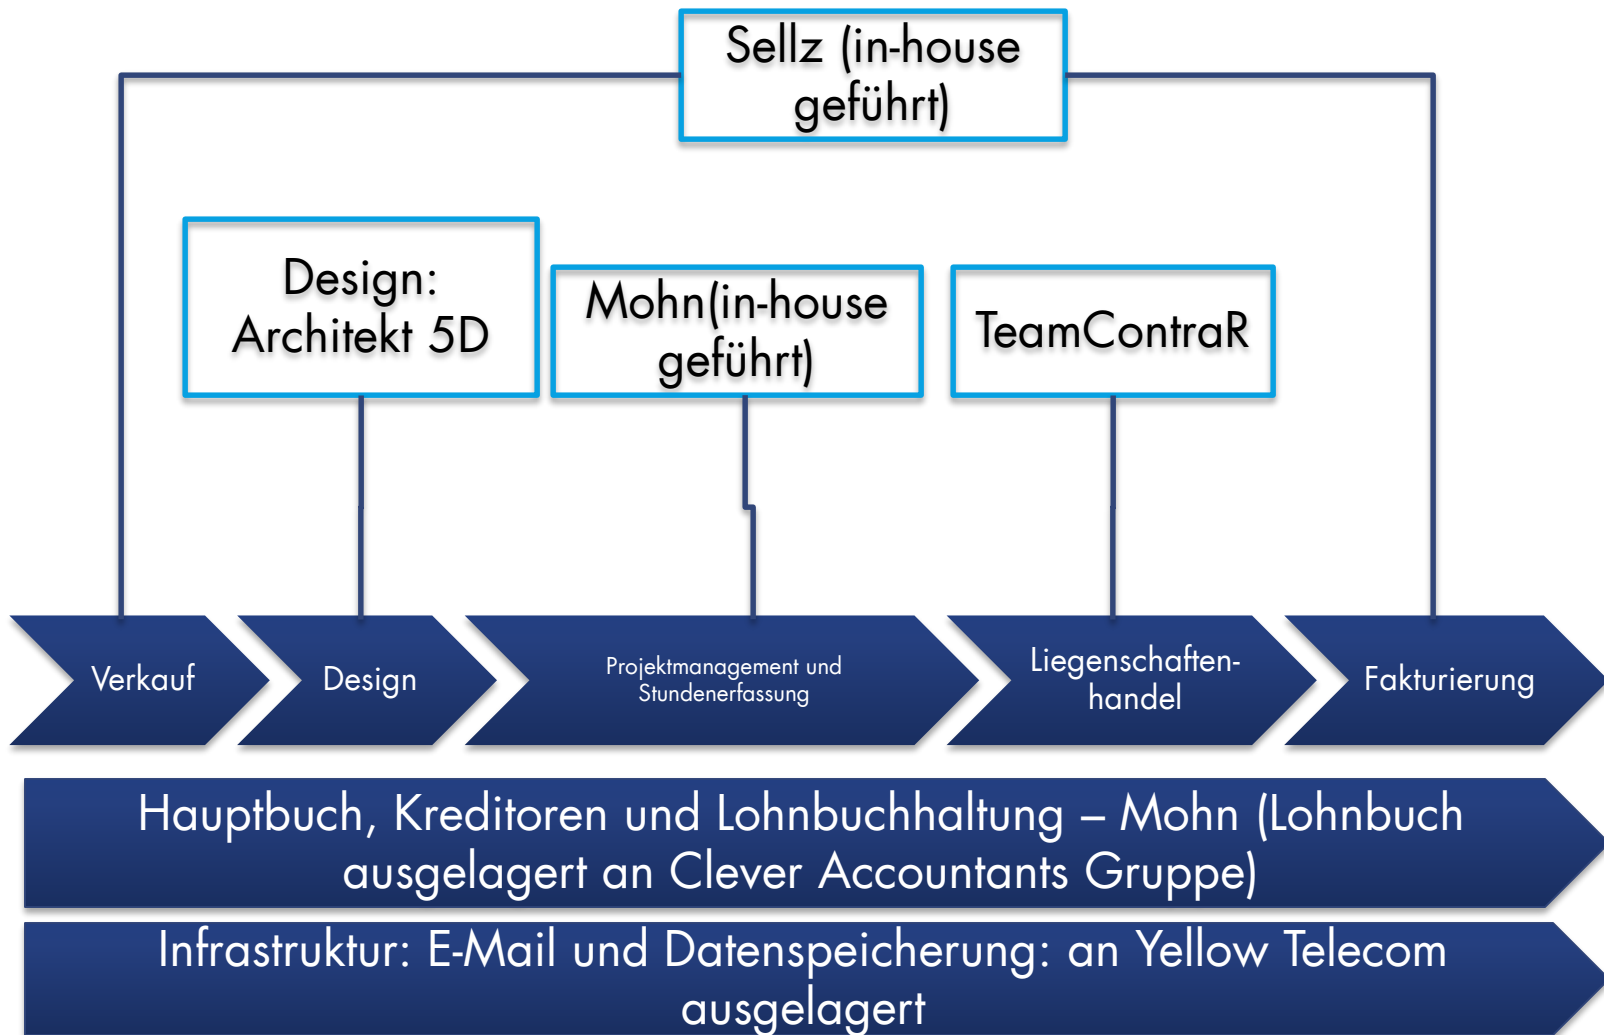 Sellz (in-house
geführt)
Design:
Architekt 5D
Mohn(in-house
geführt)
TeamContraR
Verkauf
Design
Projektmanagement und
Stundenerfassung
Liegenschaften-
handel
Fakturierung
Hauptbuch, Kreditoren und Lohnbuchhaltung – Mohn (Lohnbuch
ausgelagert an Clever Accountants Gruppe)
Infrastruktur: E-Mail und Datenspeicherung: an Yellow Telecom
ausgelagert